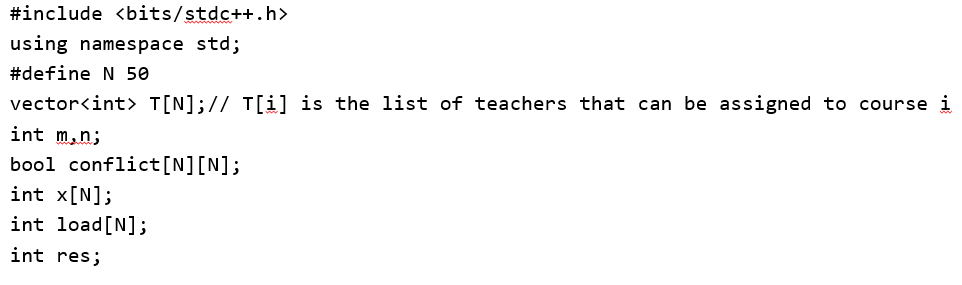 #include <bits/stdc++.h>
using namespace std;
#define N 50
vector<int> T[N];// T[i] is the list of teachers that can be assigned to course i
int m,n;
bool conflict[N][N];
int x[N];
int load[N];
int res;